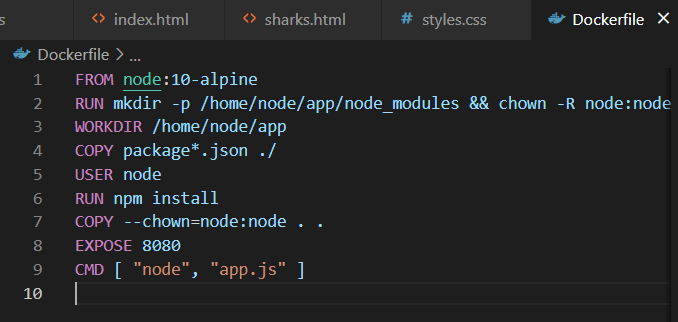 s index.html sharks.html styles.css Dockerfile
Dockerfile > ...
1 FROM node:10-alpine
2 RUN mkdir -p /home/node/app/node_modules && chown -R node:node
3 WORKDIR /home/node/app
4 COPY package*.json ./
5 USER node
6 RUN npm install
7 COPY --chown=node:node . .
8 EXPOSE 8080
9 CMD [ "node", "app.js" ]
10